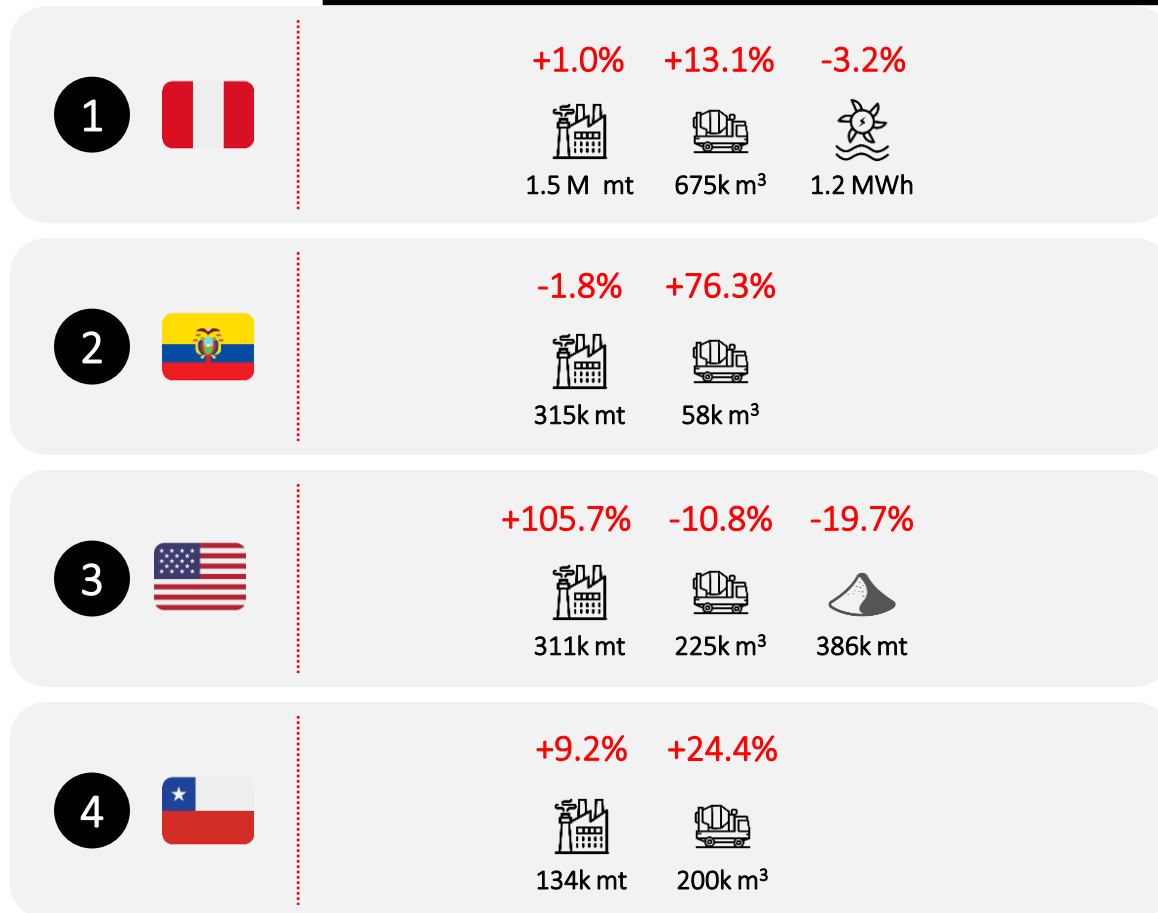 1
+1.0% +13.1% -3.2%
1.5 M mt 675k m³ 1.2 MWh
2
-1.8% +76.3%
315k mt 58k m³
3
+105.7% -10.8% -19.7%
311k mt 225k m³ 386k mt
4
+9.2% +24.4%
134k mt 200k m³